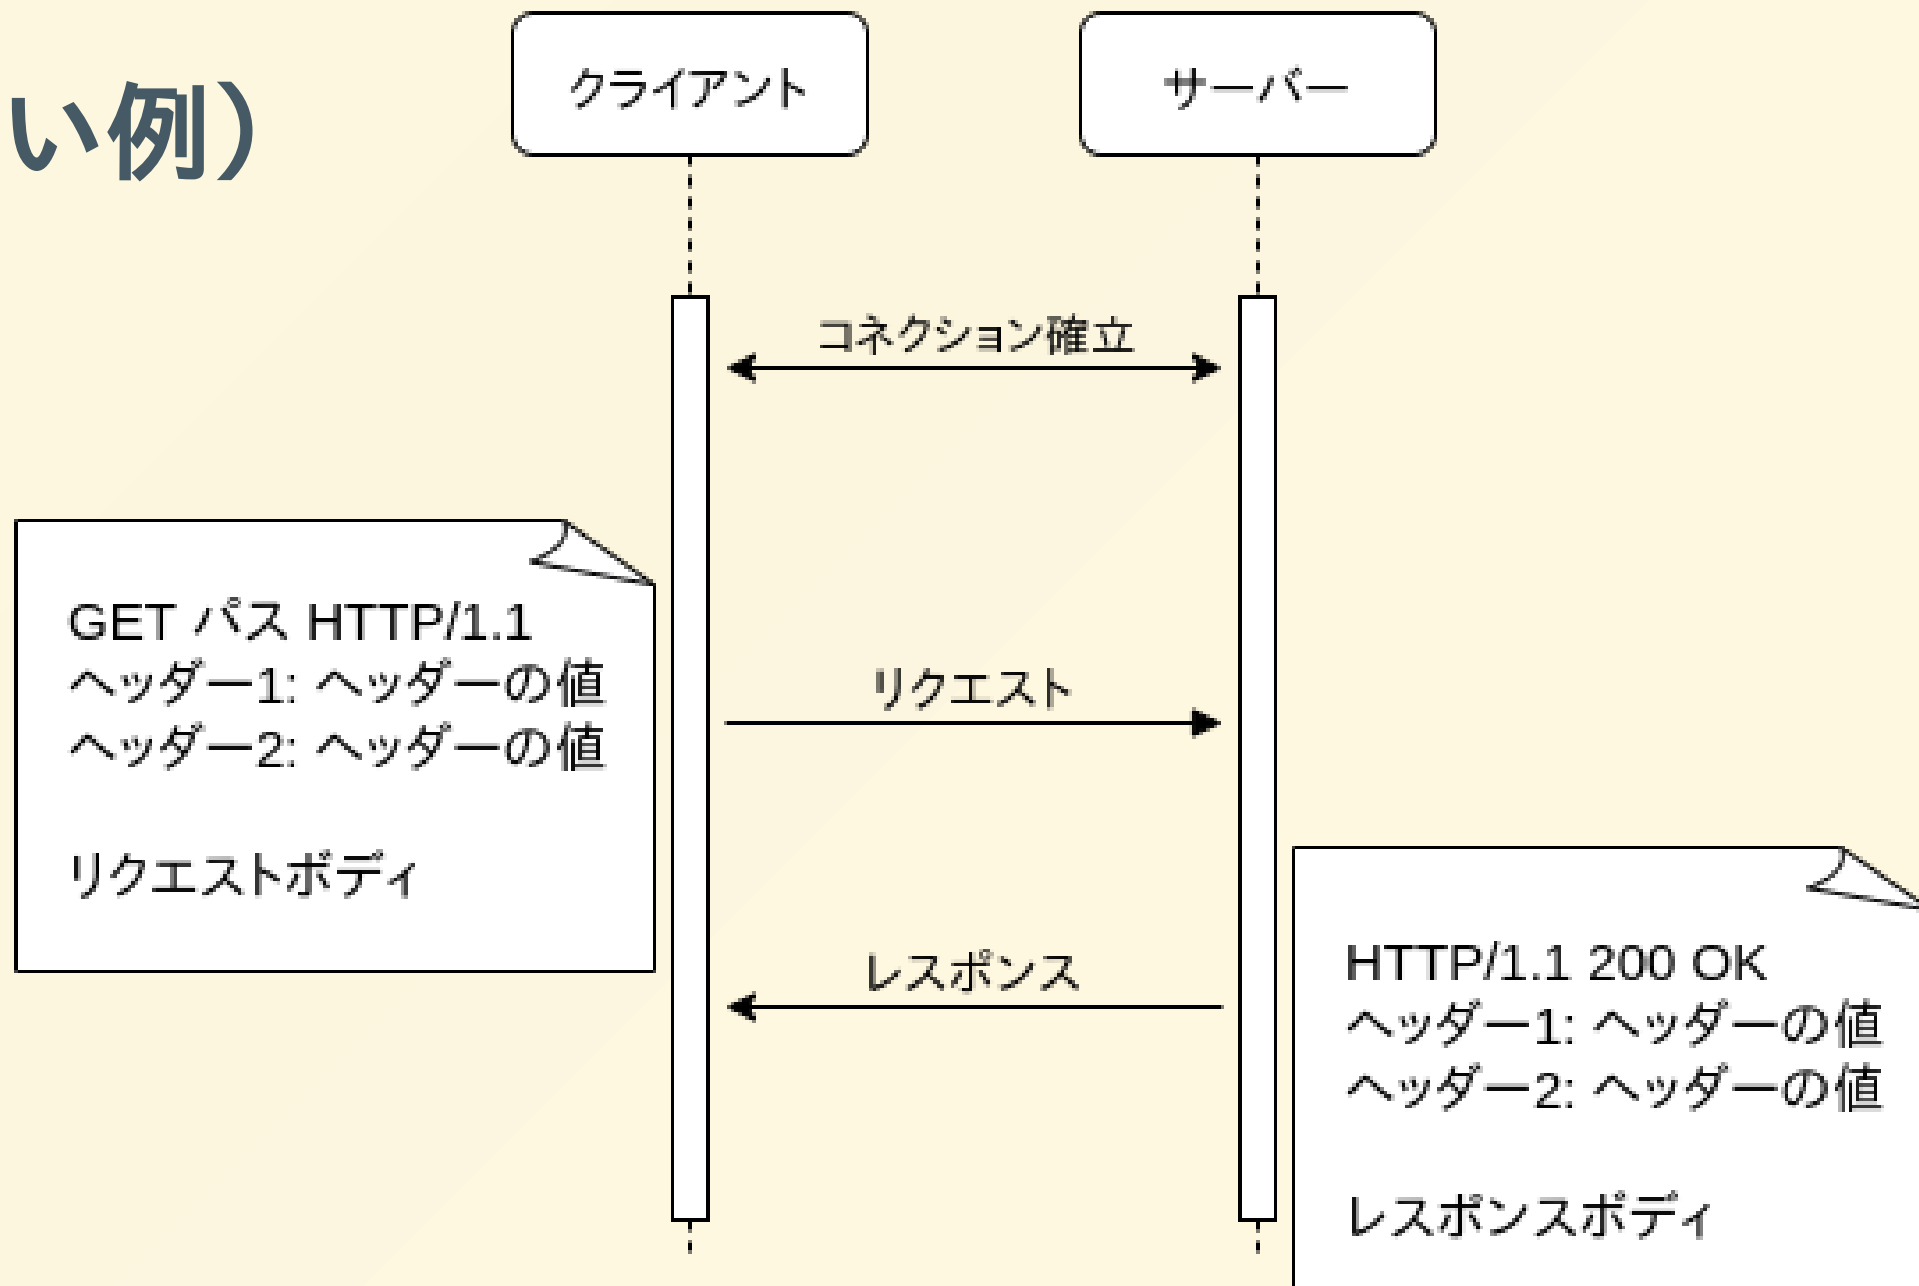 い例）
クライアント
サーバー
コネクション確立
GET パス HTTP/1.1
ヘッダー1: ヘッダーの値
ヘッダー2: ヘッダーの値
リクエストボディ
リクエスト
レスポンス
HTTP/1.1 200 OK
ヘッダー1: ヘッダーの値
ヘッダー2: ヘッダーの値
レスポンスボディ